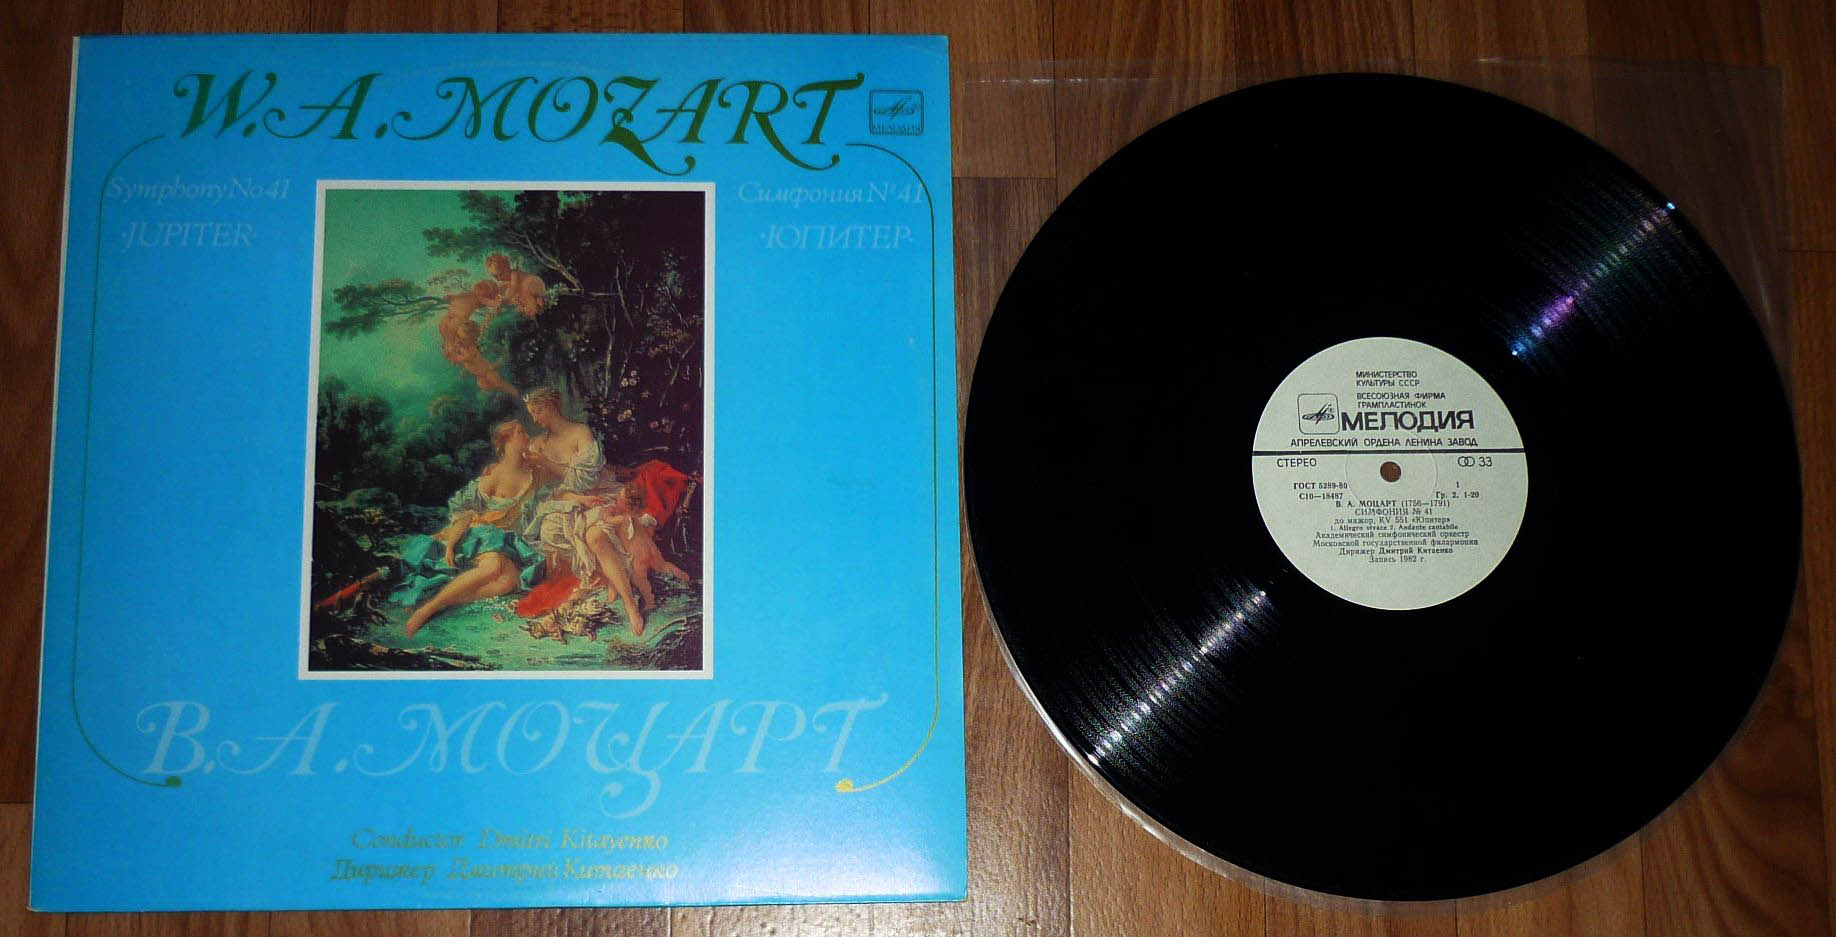 W.A.MOZART
МЕЛОДИЯ
Symphony No 41
·JUPITER·
Симфония № 41
·ЮПИТЕР·
В.А.МОЦАРТ
Conductor Dmitri Kitayenko
Дирижер Дмитрий Китаенко
МИНИСТЕРСТВО
КУЛЬТУРЫ СССР
ВСЕСОЮЗНАЯ ФИРМА
ГРАМПЛАСТИНОК
МЕЛОДИЯ
АПРЕЛЕВСКИЙ ОРДЕНА ЛЕНИНА ЗАВОД
СТЕРЕО 33
ГОСТ 5289-80 1
С10—18487 Гр. 2. 1-20
В. А. МОЦАРТ (1756—1791)
СИМФОНИЯ № 41
до мажор, KV 551 «Юпитер»
1. Allegro vivace 2. Andante cantabile
Академический симфонический оркестр
Московской государственной филармонии
Дирижер Дмитрий Китаенко
Запись 1982 г.